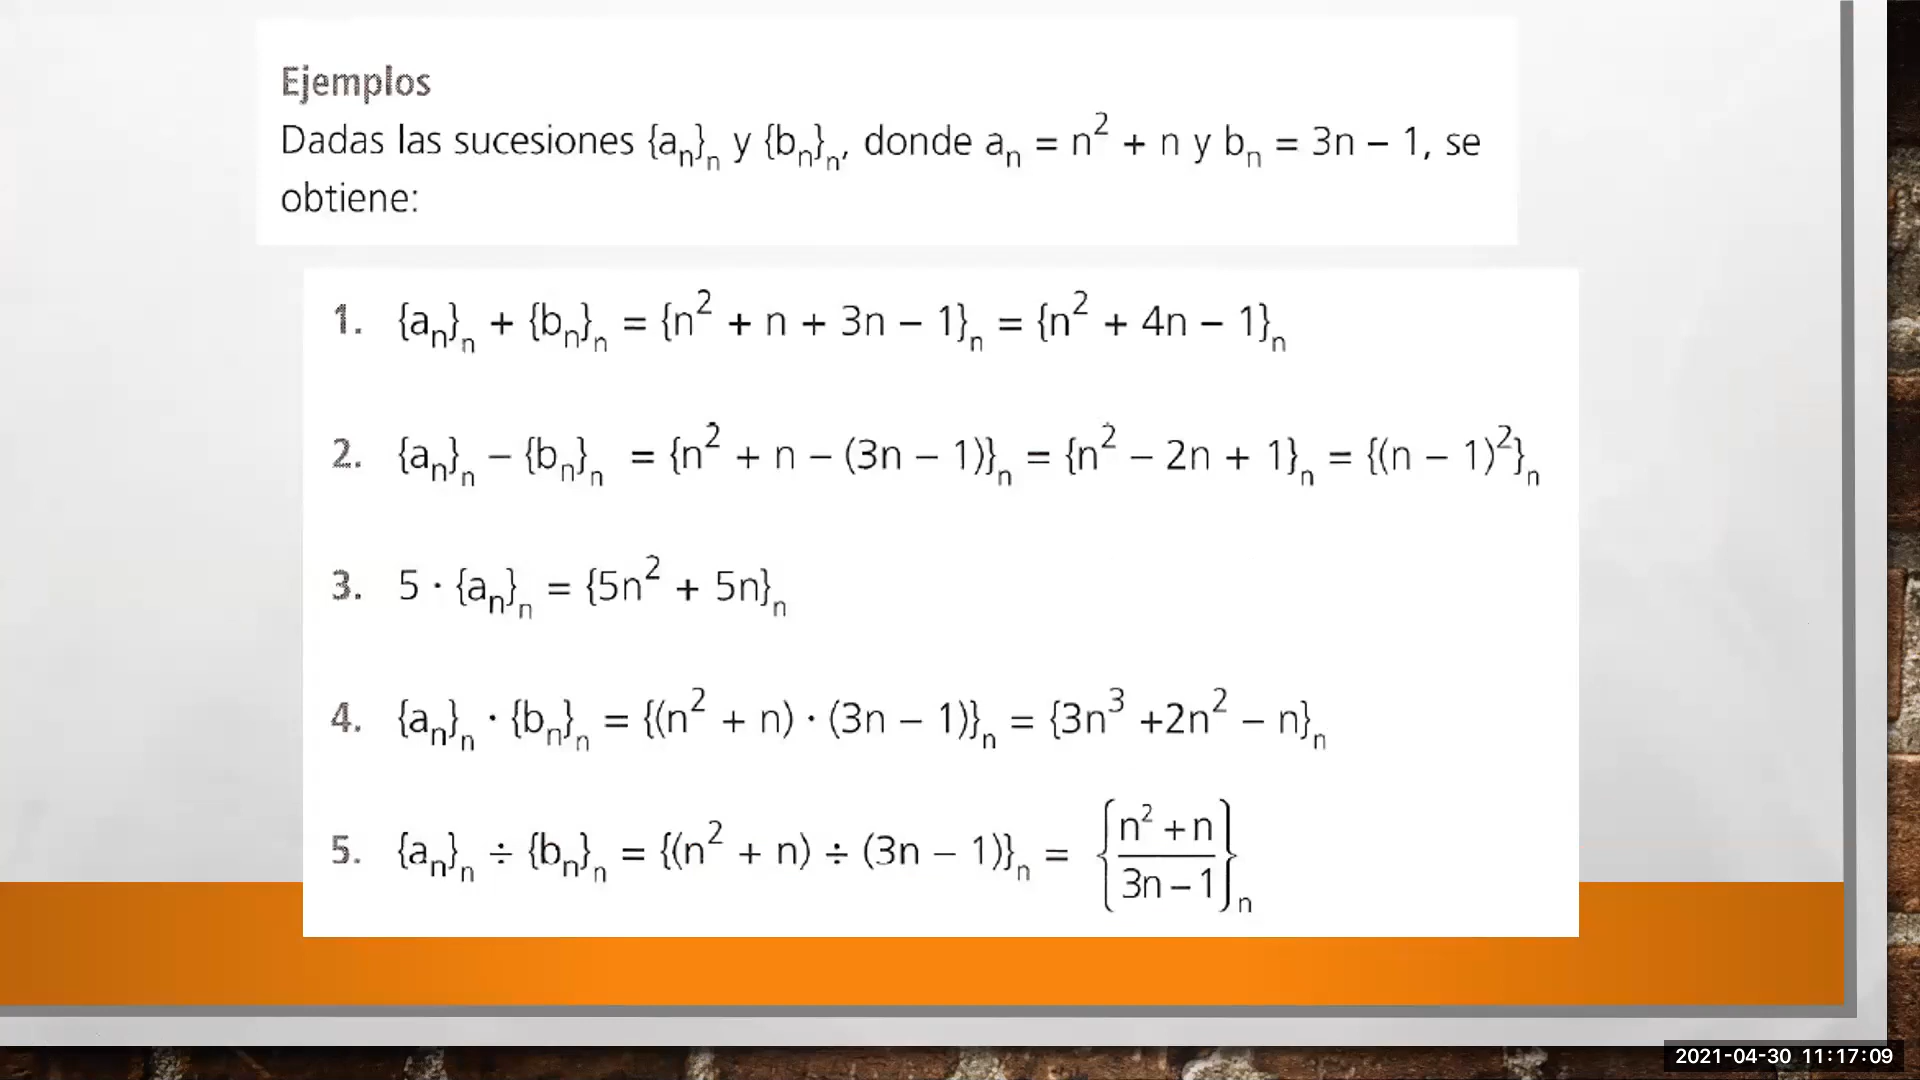 Ejemplos
Dadas las sucesiones {aₙ}ₙ y {bₙ}ₙ, donde aₙ = n² + n y bₙ = 3n – 1, se
obtiene:
1. {aₙ}ₙ + {bₙ}ₙ = {n² + n + 3n – 1}ₙ = {n² + 4n – 1}ₙ
2. {aₙ}ₙ – {bₙ}ₙ = {n² + n – (3n – 1)}ₙ = {n² – 2n + 1}ₙ = {(n – 1)²}ₙ
3. 5 · {aₙ}ₙ = {5n² + 5n}ₙ
4. {aₙ}ₙ · {bₙ}ₙ = {(n² + n) · (3n – 1)}ₙ = {3n³ +2n² – n}ₙ
5. {aₙ}ₙ ÷ {bₙ}ₙ = {(n² + n) ÷ (3n – 1)}ₙ = {(n² + n)/(3n – 1)}ₙ
2021-04-30 11:17:09